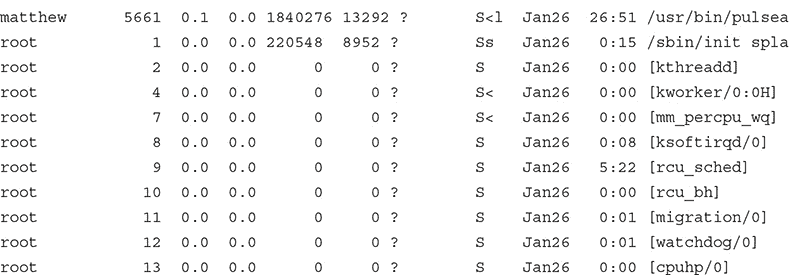 matthew 5661 0.1 0.0 1840276 13292 ? S<l Jan26 26:51 /usr/bin/pulsea
root 1 0.0 0.0 220548 8952 ? Ss Jan26 0:15 /sbin/init spla
root 2 0.0 0.0 0 0 ? S Jan26 0:00 [kthreadd]
root 4 0.0 0.0 0 0 ? S< Jan26 0:00 [kworker/0:0H]
root 7 0.0 0.0 0 0 ? S< Jan26 0:00 [mm_percpu_wq]
root 8 0.0 0.0 0 0 ? S Jan26 0:08 [ksoftirqd/0]
root 9 0.0 0.0 0 0 ? S Jan26 5:22 [rcu_sched]
root 10 0.0 0.0 0 0 ? S Jan26 0:00 [rcu_bh]
root 11 0.0 0.0 0 0 ? S Jan26 0:01 [migration/0]
root 12 0.0 0.0 0 0 ? S Jan26 0:01 [watchdog/0]
root 13 0.0 0.0 0 0 ? S Jan26 0:00 [cpuhp/0]